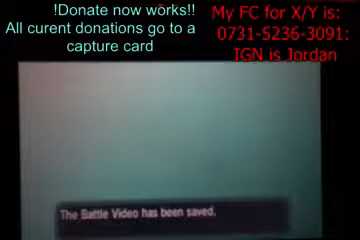 !Donate now works!!
All curent donations go to a
capture card
My FC for X/Y is:
0731-5236-3091:
IGN is Jordan
The Battle Video has been saved.